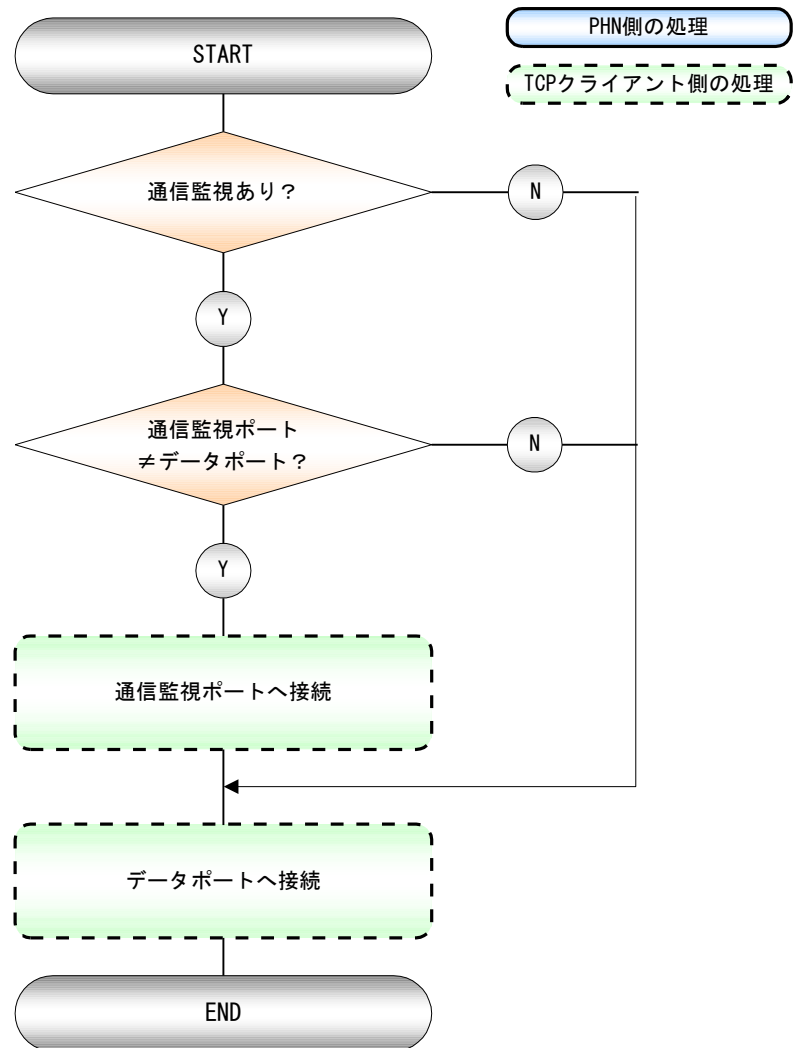 START
PHN側の処理
TCPクライアント側の処理
通信監視あり？
N
Y
通信監視ポート
≠データポート？
N
Y
通信監視ポートへ接続
データポートへ接続
END